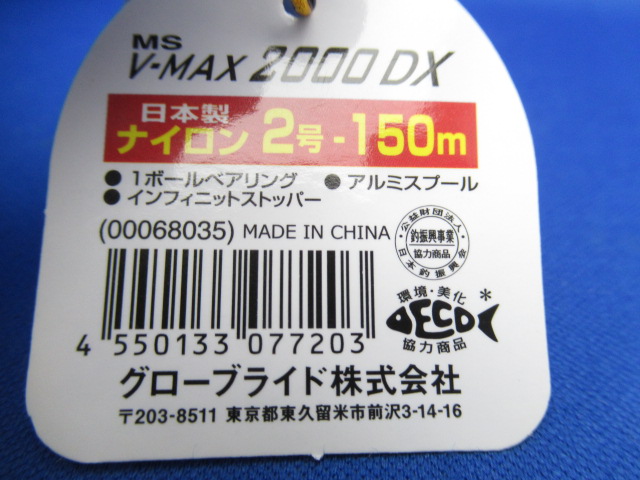 MS
V-MAX 2000 DX
日本製
ナイロン 2号 - 150m
● 1ボールベアリング ● アルミスプール
● インフィニットストッパー
(00068035) MADE IN CHINA
公益財団法人
釣振興事業
協力商品
日本釣振興会
環境・美化
DECO *
協力商品
4 550133 077203
グローブライド株式会社
〒203-8511 東京都東久留米市前沢3-14-16